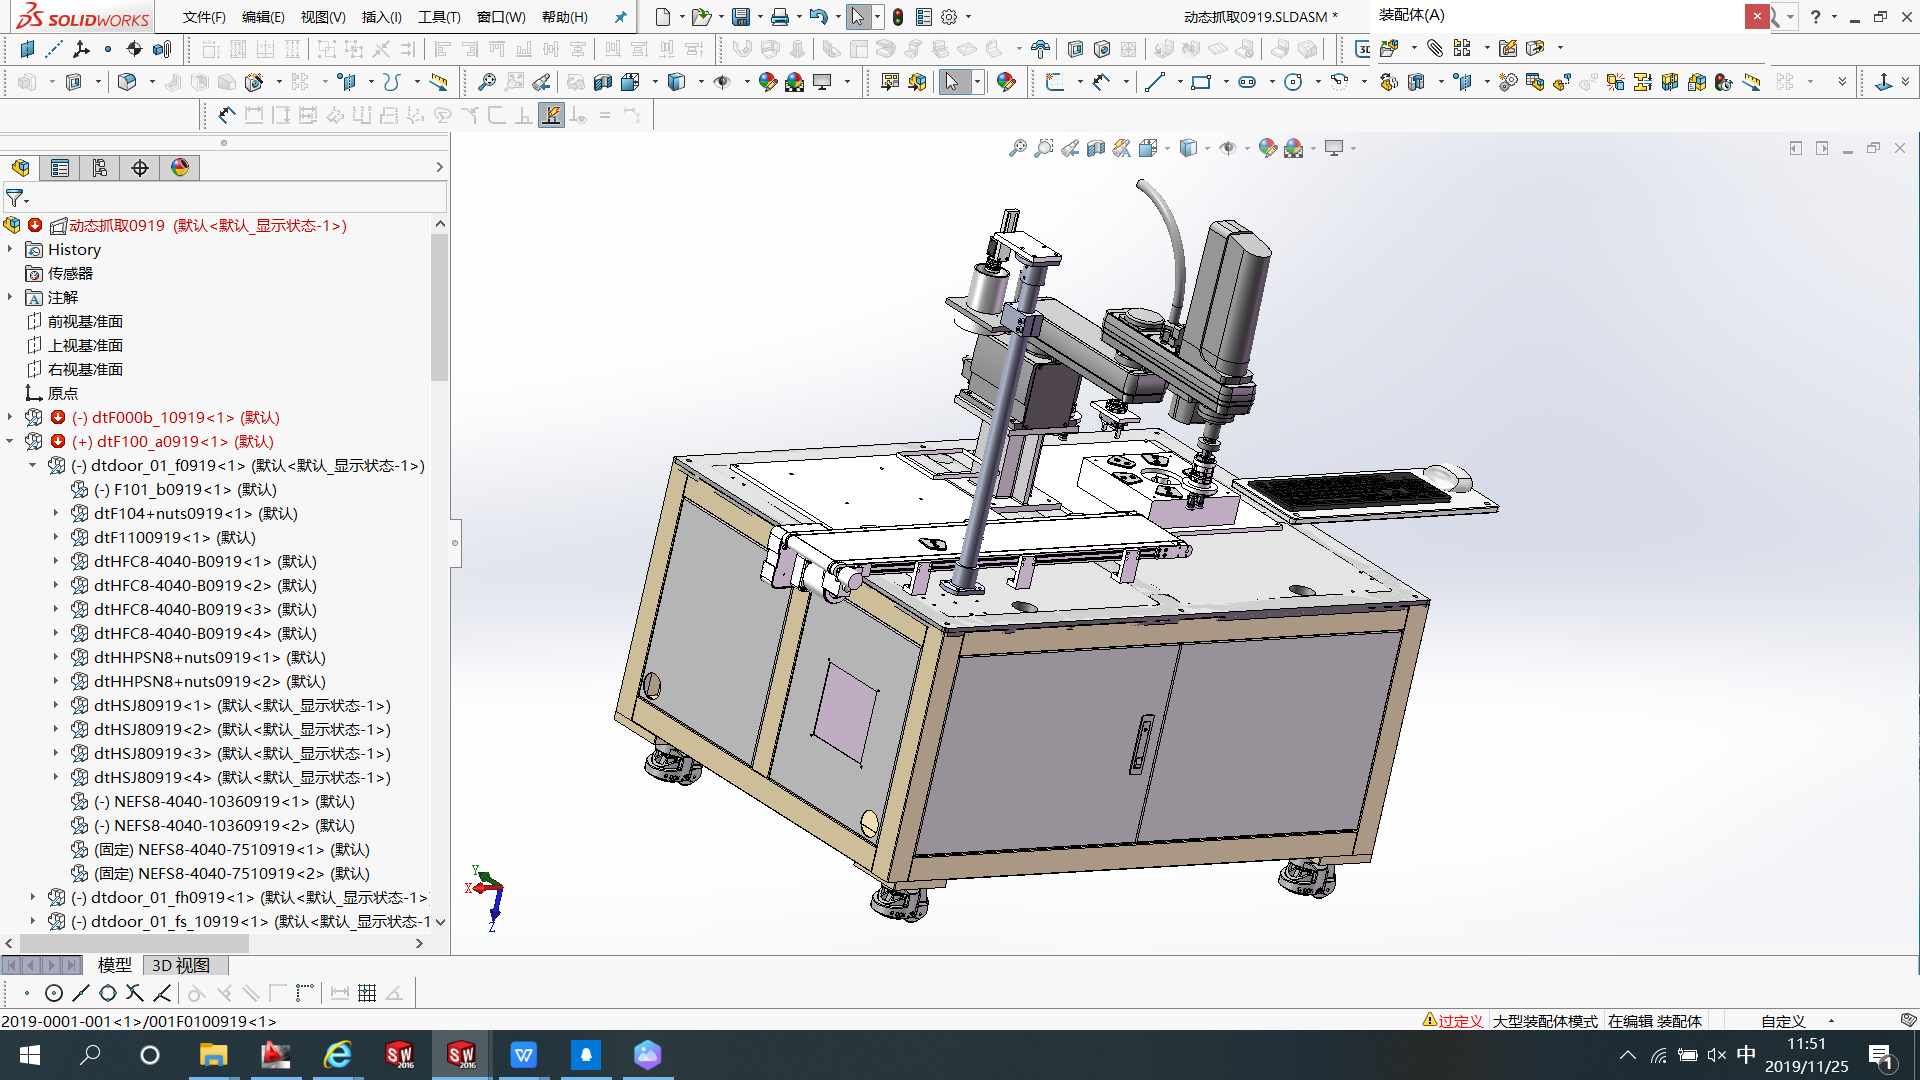 SOLIDWORKS
文件(F) 编辑(E) 视图(V) 插入(I) 工具(T) 窗口(W) 帮助(H)
动态抓取0919.SLDASM *
装配体(A)
动态抓取0919 (默认<默认_显示状态-1>)
History
传感器
注解
前视基准面
上视基准面
右视基准面
原点
(-) dtF000b_10919<1> (默认)
(+) dtF100_a0919<1> (默认)
(-) dtdoor_01_f0919<1> (默认<默认_显示状态-1>)
(-) F101_b0919<1> (默认)
dtF104+nuts0919<1> (默认)
dtF1100919<1> (默认)
dtHFC8-4040-B0919<1> (默认)
dtHFC8-4040-B0919<2> (默认)
dtHFC8-4040-B0919<3> (默认)
dtHFC8-4040-B0919<4> (默认)
dtHHPSN8+nuts0919<1> (默认)
dtHHPSN8+nuts0919<2> (默认)
dtHSJ80919<1> (默认<默认_显示状态-1>)
dtHSJ80919<2> (默认<默认_显示状态-1>)
dtHSJ80919<3> (默认<默认_显示状态-1>)
dtHSJ80919<4> (默认<默认_显示状态-1>)
(-) NEFS8-4040-10360919<1> (默认)
(-) NEFS8-4040-10360919<2> (默认)
(固定) NEFS8-4040-7510919<1> (默认)
(固定) NEFS8-4040-7510919<2> (默认)
(-) dtdoor_01_fh0919<1> (默认<默认_显示状态-1>
(-) dtdoor_01_fs_10919<1> (默认<默认_显示状态-1
Y
X
Z
模型 3D 视图
2019-0001-001<1>/001F0100919<1>
过定义 大型装配体模式 在编辑 装配体 自定义
SW 2016
SW 2016
中
11:51
2019/11/25
1